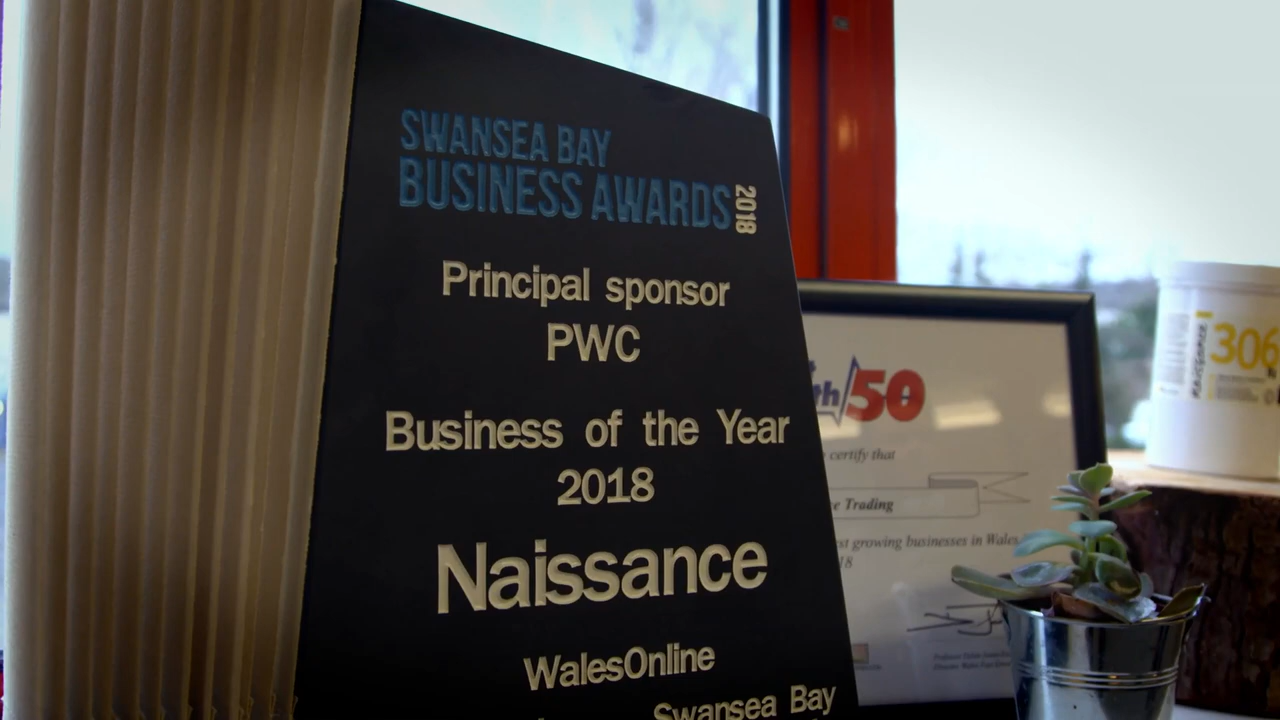 SWANSEA BAY
BUSINESS AWARDS
2018
Principal sponsor
PWC
Business of the Year
2018
Naissance
WalesOnline
Swansea Bay
50
certify that
Trading
growing businesses in Wales
306